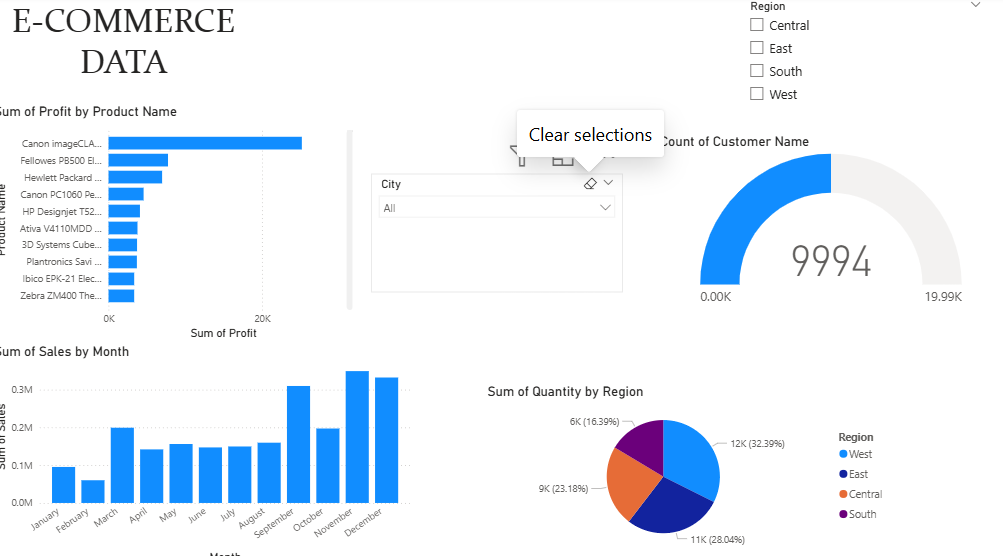 E-COMMERCE
DATA
Region
Central
East
South
West
Sum of Profit by Product Name
Product Name
Canon imageCLA...
Fellowes PB500 El...
Hewlett Packard ...
Canon PC1060 Pe...
HP Designjet T52...
Ativa V4110MDD ...
3D Systems Cube...
Plantronics Savi ...
Ibico EPK-21 Elec...
Zebra ZM400 The...
0K
20K
Sum of Profit
Clear selections
City
All
Count of Customer Name
9994
0.00K
19.99K
Sum of Sales by Month
Sum of Sales
0.3M
0.2M
0.1M
0.0M
January
February
March
April
May
June
July
August
September
October
November
December
Month
Sum of Quantity by Region
6K (16.39%)
12K (32.39%)
9K (23.18%)
11K (28.04%)
Region
West
East
Central
South